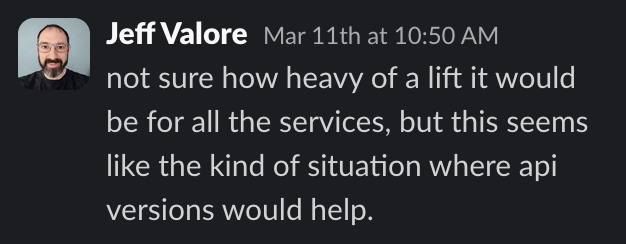 Jeff Valore Mar 11th at 10:50 AM
not sure how heavy of a lift it would
be for all the services, but this seems
like the kind of situation where api
versions would help.